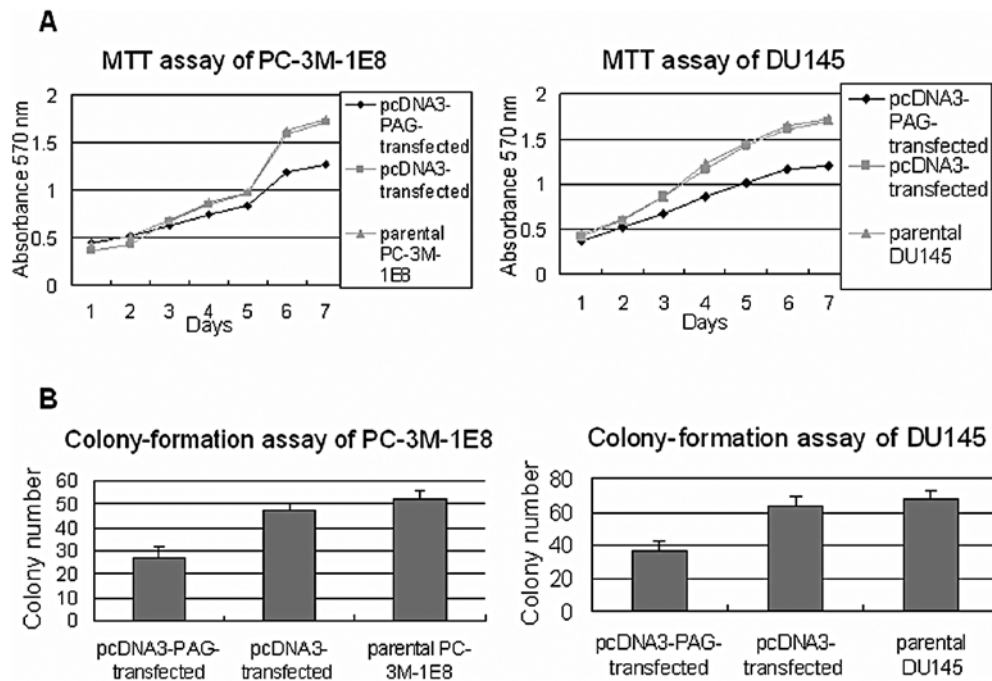 A
MTT assay of PC-3M-1E8
Absorbance 570 nm
2
1.5
1
0.5
0
1 2 3 4 5 6 7
Days
pcDNA3-
PAG-
transfected
pcDNA3-
transfected
parental
PC-3M-
1E8
MTT assay of DU145
Absorbance 570 nm
2
1.5
1
0.5
0
1 2 3 4 5 6 7
Days
pcDNA3-
PAG-
transfected
pcDNA3-
transfected
parental
DU145
B
Colony-formation assay of PC-3M-1E8
Colony number
60
50
40
30
20
10
0
pcDNA3-PAG-
transfected
pcDNA3-
transfected
parental PC-
3M-1E8
Colony-formation assay of DU145
Colony number
80
60
40
20
0
pcDNA3-PAG-
transfected
pcDNA3-
transfected
parental
DU145